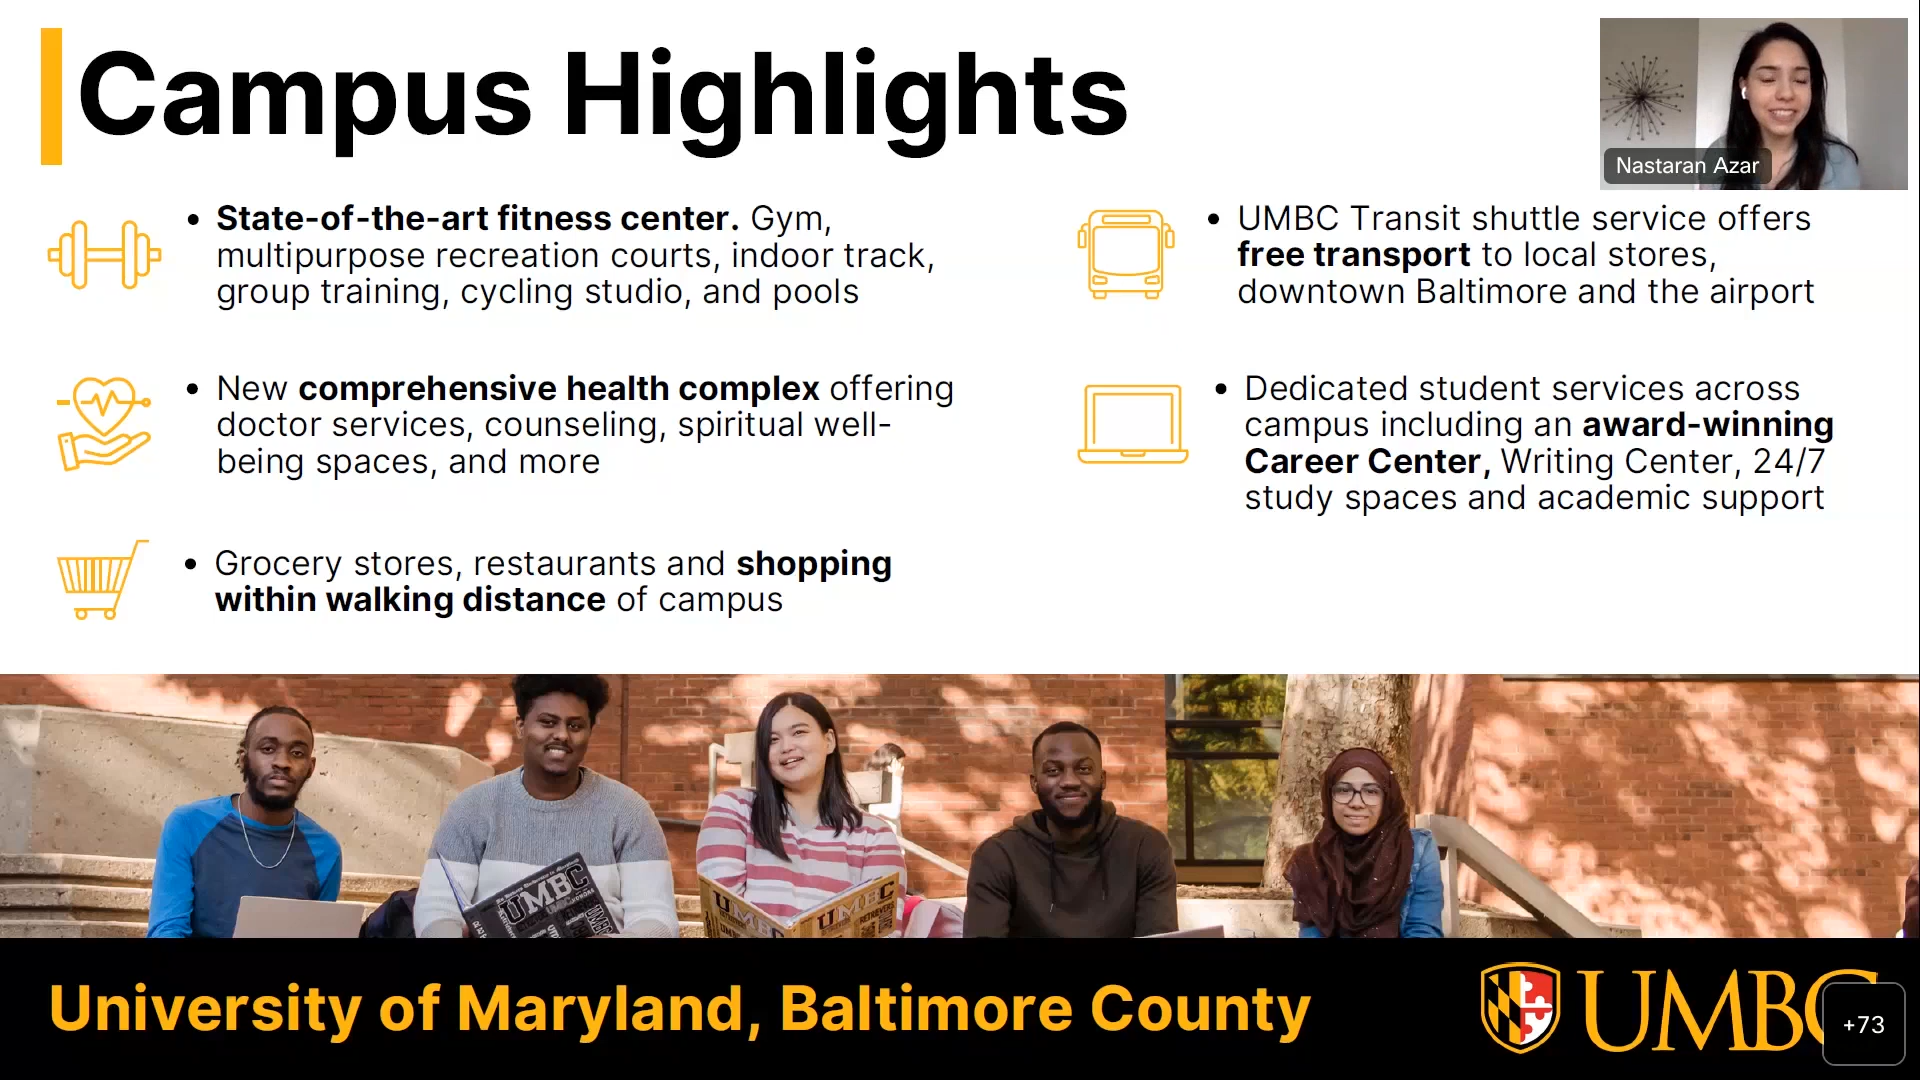 Campus Highlights
Nastaran Azar
• State-of-the-art fitness center. Gym,
multipurpose recreation courts, indoor track,
group training, cycling studio, and pools
• New comprehensive health complex offering
doctor services, counseling, spiritual well-
being spaces, and more
• Grocery stores, restaurants and shopping
within walking distance of campus
• UMBC Transit shuttle service offers
free transport to local stores,
downtown Baltimore and the airport
• Dedicated student services across
campus including an award-winning
Career Center, Writing Center, 24/7
study spaces and academic support
UMBC
UMBC
UMBC
RETRIEVERS
University of Maryland, Baltimore County
UMBC
+73